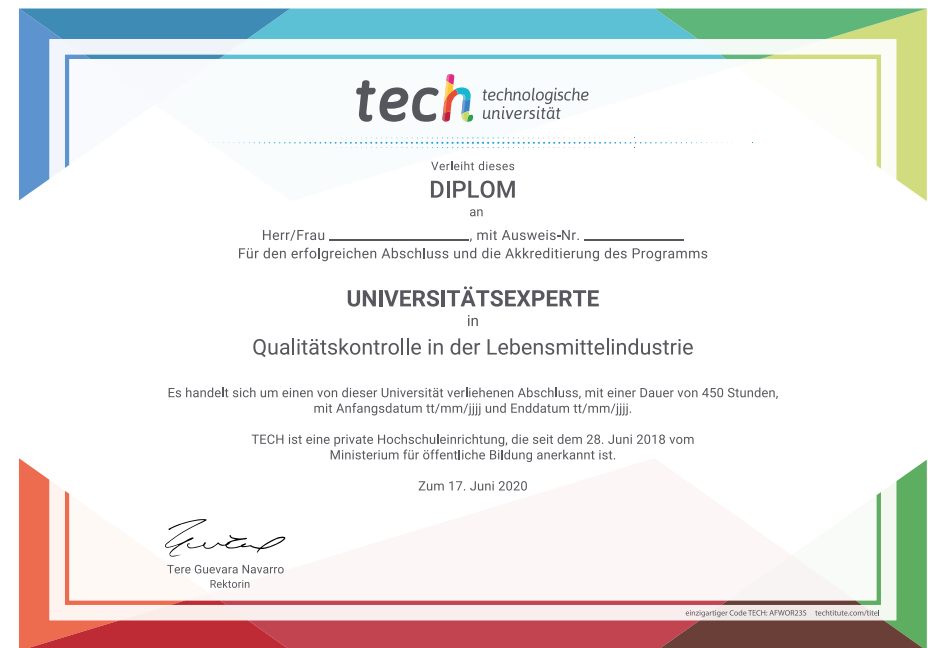 tech technologische
universität
Verleiht dieses
DIPLOM
an
Herr/Frau ____________, mit Ausweis-Nr. ____________
Für den erfolgreichen Abschluss und die Akkreditierung des Programms
UNIVERSITÄTSEXPERTE
in
Qualitätskontrolle in der Lebensmittelindustrie
Es handelt sich um einen von dieser Universität verliehenen Abschluss, mit einer Dauer von 450 Stunden,
mit Anfangsdatum tt/mm/jjjj und Enddatum tt/mm/jjjj.
TECH ist eine private Hochschuleinrichtung, die seit dem 28. Juni 2018 vom
Ministerium für öffentliche Bildung anerkannt ist.
Zum 17. Juni 2020
Tere Guevara Navarro
Rektorin
einzigartiger Code TECH: AFWOR23S techtitute.com/titel